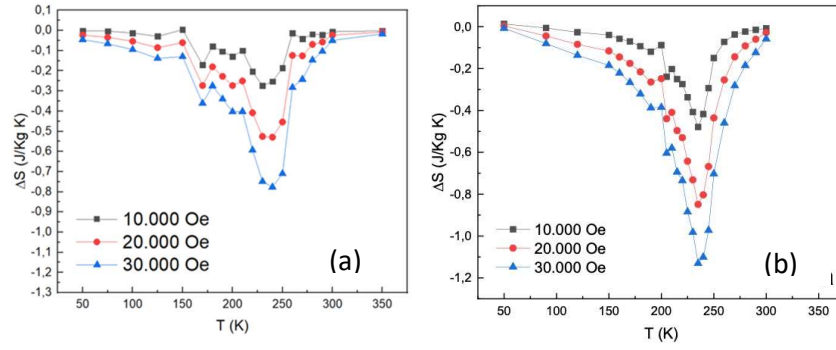 0,0
-0,1
-0,2
-0,3
-0,4
-0,5
-0,6
-0,7
-0,8
-0,9
-1,0
-1,1
-1,2
-1,3
ΔS (J/Kg K)
10.000 Oe
20.000 Oe
30.000 Oe
(a)
50 100 150 200 250 300 350
T (K)
0,0
-0,2
-0,4
-0,6
-0,8
-1,0
-1,2
ΔS (J/Kg K)
10.000 Oe
20.000 Oe
30.000 Oe
(b)
50 100 150 200 250 300 350
T (K)